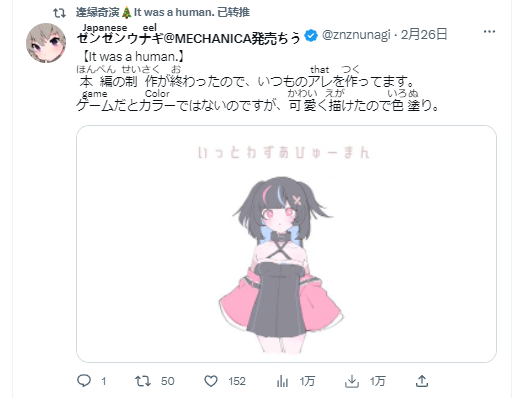 違縁奇演🌲It was a human. 已转推
Japanese eel
ゼンゼンウナギ@MECHANICA発売ちう @znznunagi · 2月26日
【It was a human.】
ほんぺん せいさく お that つく
本編の制作が終わったので、いつものアレを作ってます。
game Color かわい えが いろぬ
ゲームだとカラーではないのですが、可愛く描けたので色塗り。
いっとわずあひゅーまん
1 50 152 1万 1万